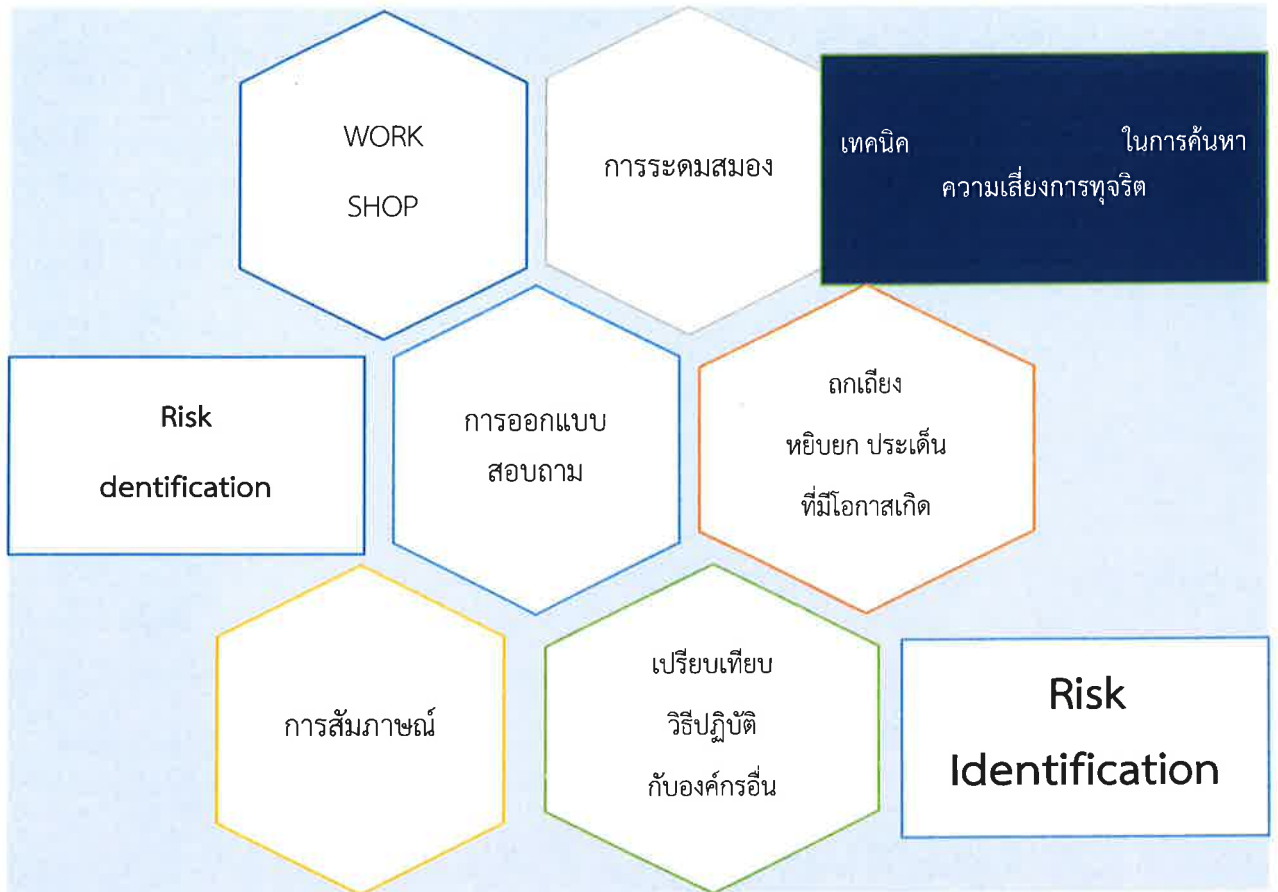 WORK
SHOP
การระดมสมอง
เทคนิค ในการค้นหา
ความเสี่ยงการทุจริต
Risk
dentification
การออกแบบ
สอบถาม
ถกเถียง
หยิบยก ประเด็น
ที่มีโอกาสเกิด
การสัมภาษณ์
เปรียบเทียบ
วิธีปฏิบัติ
กับองค์กรอื่น
Risk
Identification